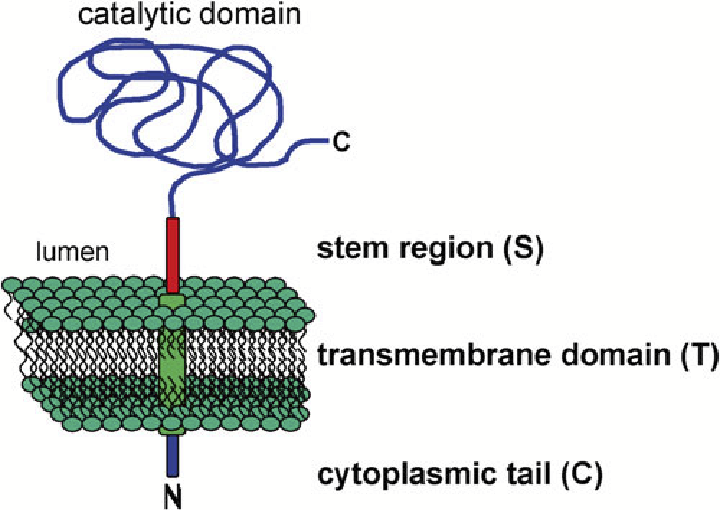 catalytic domain
C
lumen
stem region (S)
transmembrane domain (T)
cytoplasmic tail (C)
N